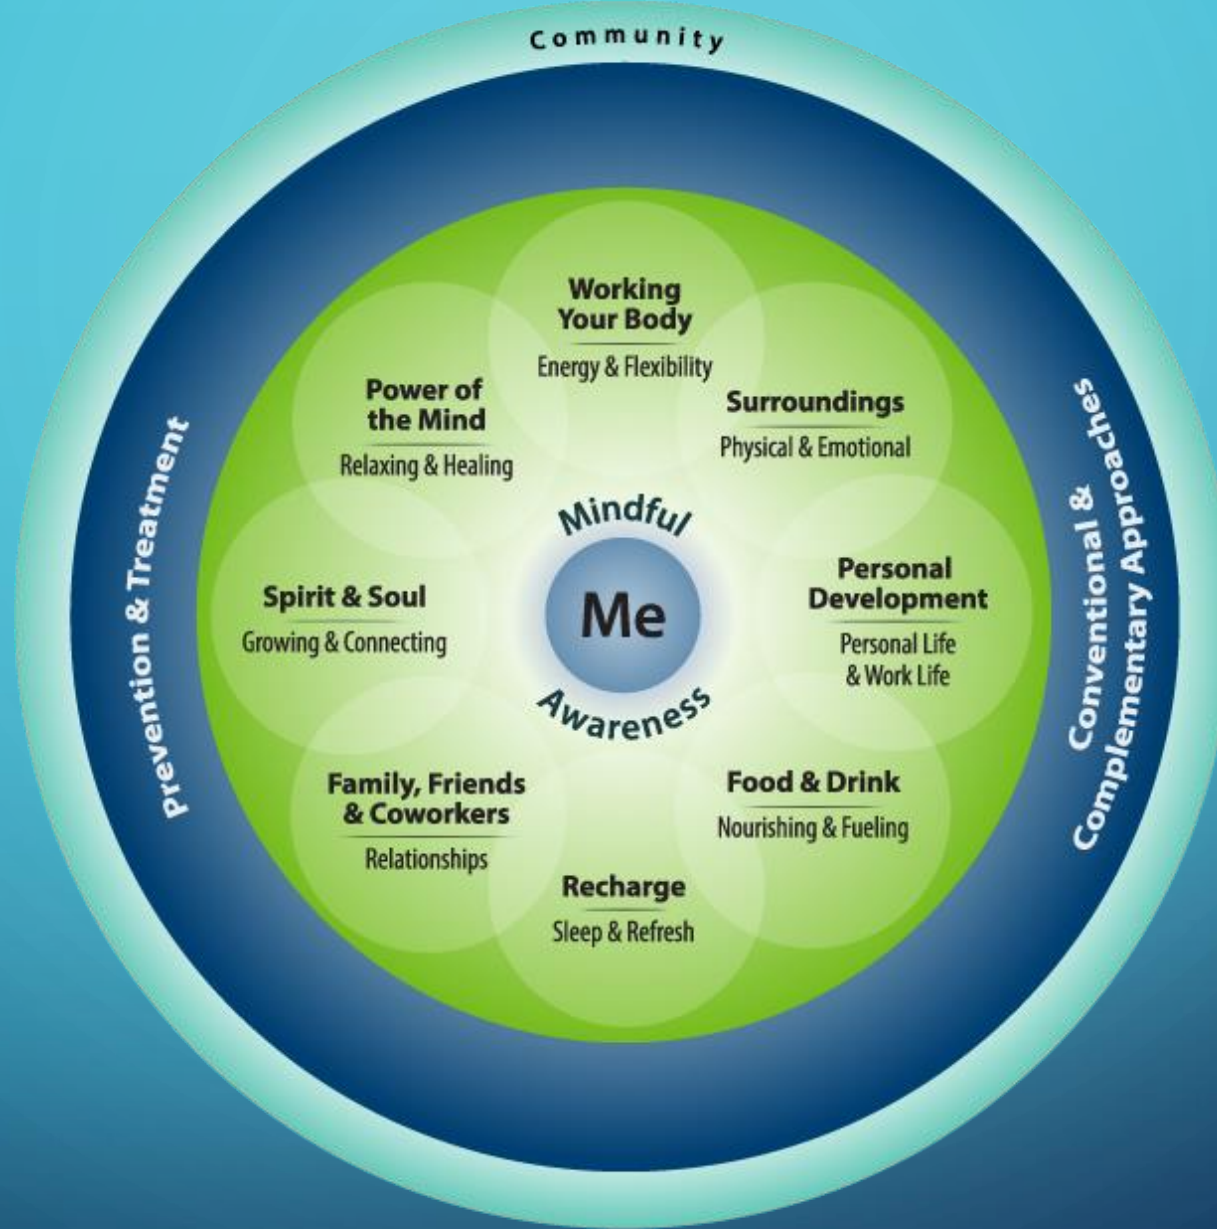 Community
Prevention & Treatment
Conventional &
Complementary Approaches
Working
Your Body
Energy & Flexibility
Surroundings
Physical & Emotional
Personal
Development
Personal Life
& Work Life
Food & Drink
Nourishing & Fueling
Recharge
Sleep & Refresh
Family, Friends
& Coworkers
Relationships
Spirit & Soul
Growing & Connecting
Power of
the Mind
Relaxing & Healing
Mindful
Me
Awareness